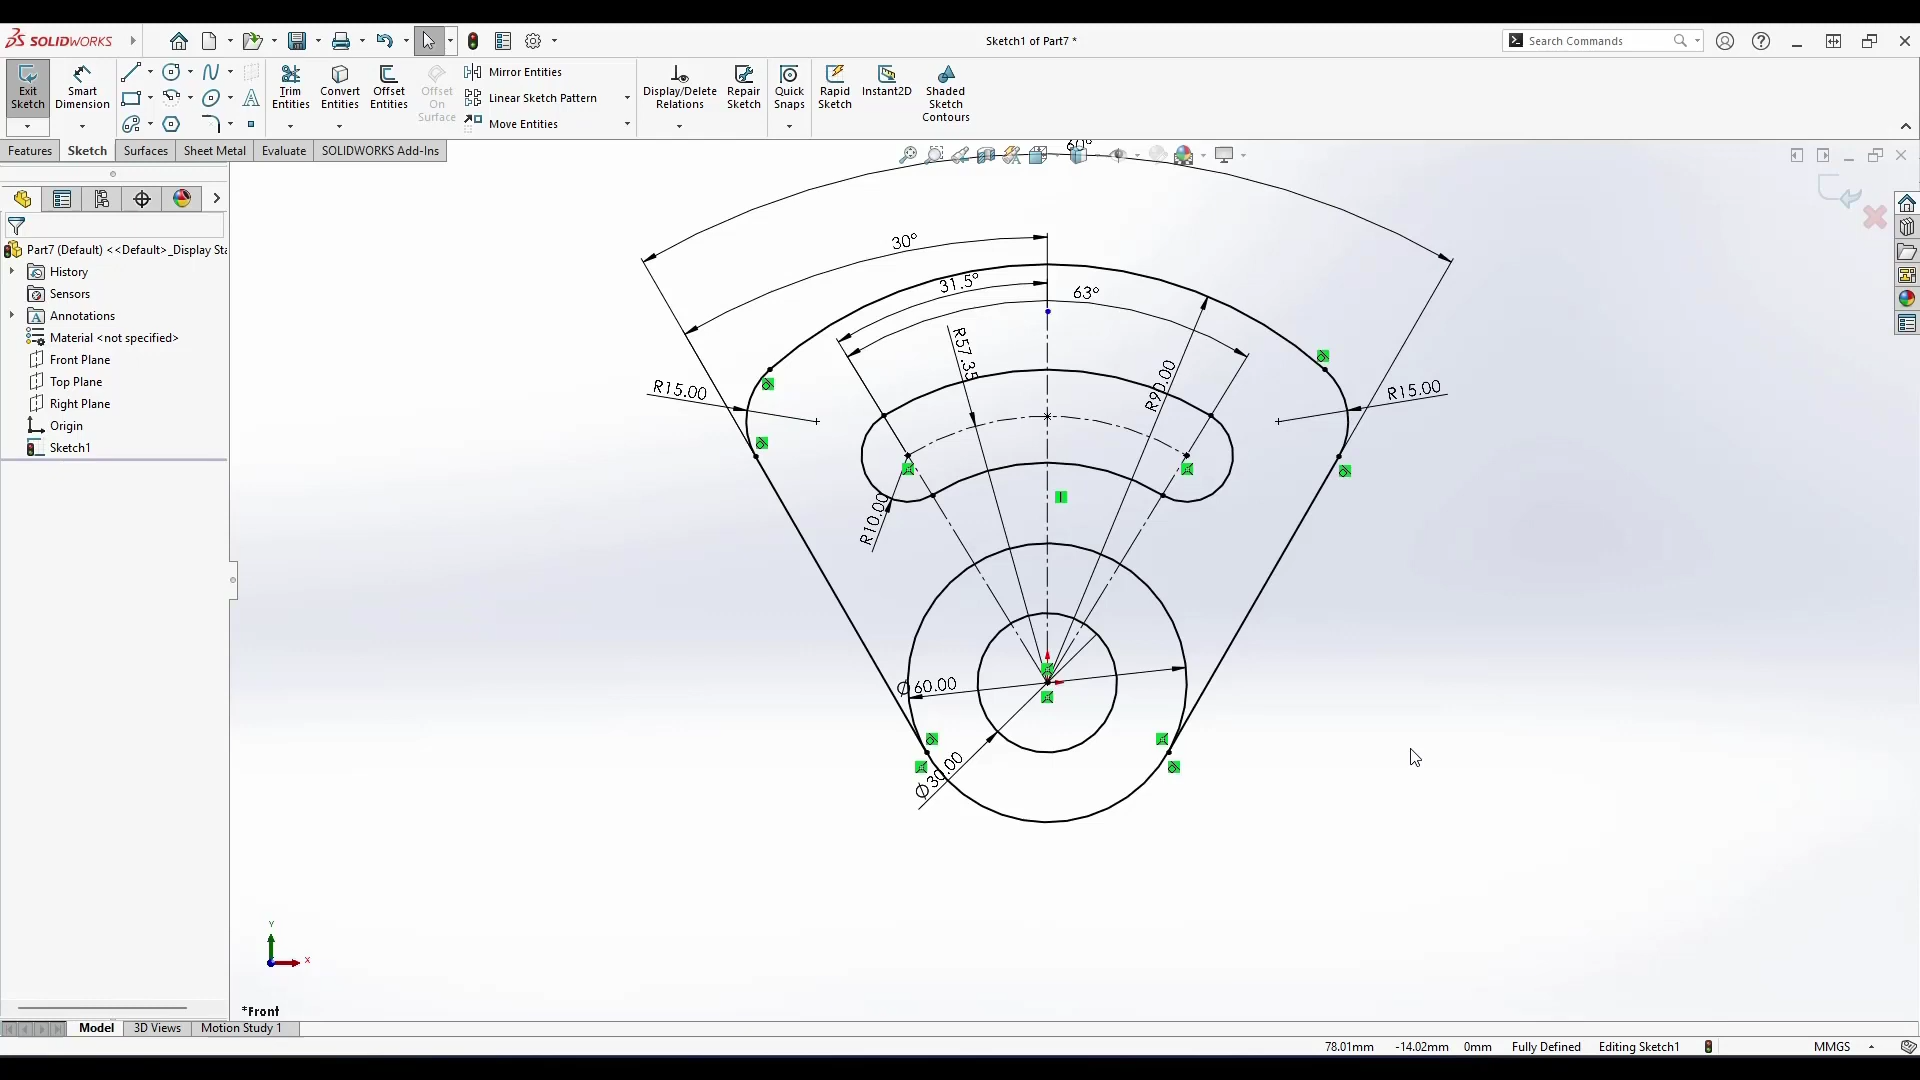 SOLIDWORKS
Sketch1 of Part7 *
Search Commands
Exit Sketch
Smart Dimension
Trim Entities
Convert Entities
Offset Entities
Offset On Surface
Mirror Entities
Linear Sketch Pattern
Move Entities
Display/Delete Relations
Repair Sketch
Quick Snaps
Rapid Sketch
Instant2D
Shaded Sketch Contours
Features
Sketch
Surfaces
Sheet Metal
Evaluate
SOLIDWORKS Add-Ins
Part7 (Default) <<Default>_Display Sta
History
Sensors
Annotations
Material <not specified>
Front Plane
Top Plane
Right Plane
Origin
Sketch1
60°
30°
31.5°
63°
R57.35
R90.00
R15.00
R15.00
R10.00
Ø60.00
Ø30.00
Y
X
*Front
Model
3D Views
Motion Study 1
78.01mm
-14.02mm
0mm
Fully Defined
Editing Sketch1
MMGS